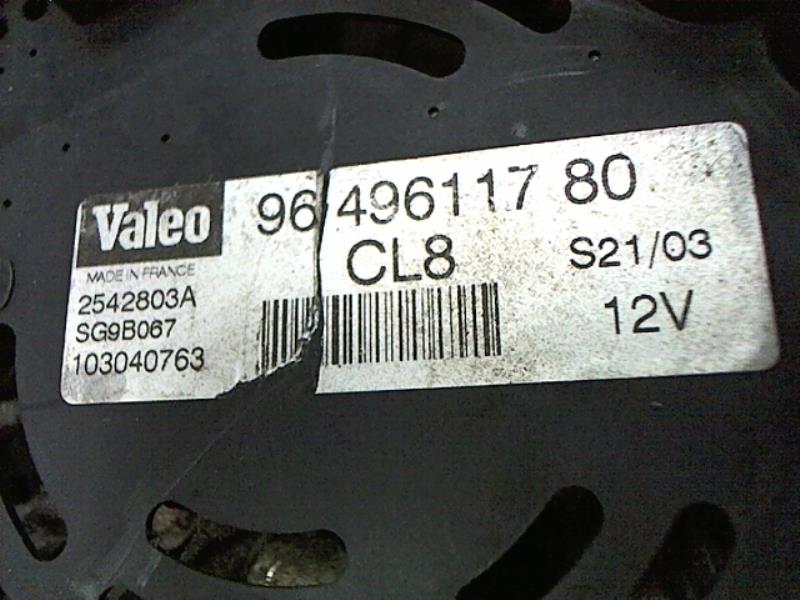 Valeo 96 496117 80
MADE IN FRANCE CL8 S21/03
2542803A
SG9B067 12V
103040763